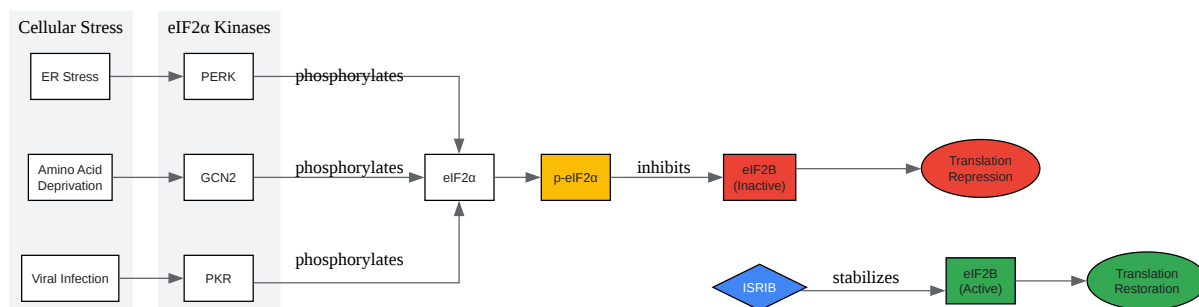 Cellular Stress
eIF2α Kinases
ER Stress
PERK
phosphorylates
Amino Acid
Deprivation
GCN2
phosphorylates
eIF2α
p-eIF2α
inhibits
eIF2B
(Inactive)
Translation
Repression
Viral Infection
PKR
phosphorylates
ISRIB
stabilizes
eIF2B
(Active)
Translation
Restoration